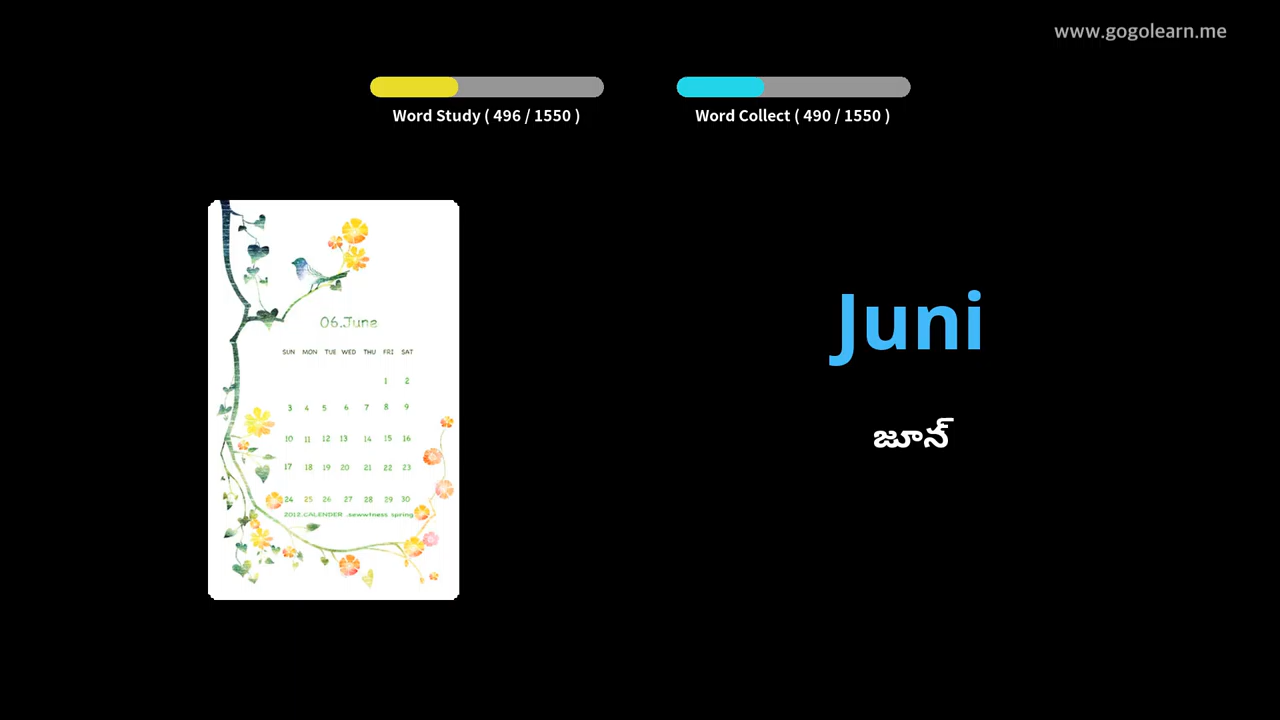 www.gogolearn.me
Word Study ( 496 / 1550 )
Word Collect ( 490 / 1550 )
06.June
SUN MON TUE WED THU FRI SAT
1 2
3 4 5 6 7 8 9
10 11 12 13 14 15 16
17 18 19 20 21 22 23
24 25 26 27 28 29 30
2012.CALENDER .sewwtness spring
Juni
జూన్